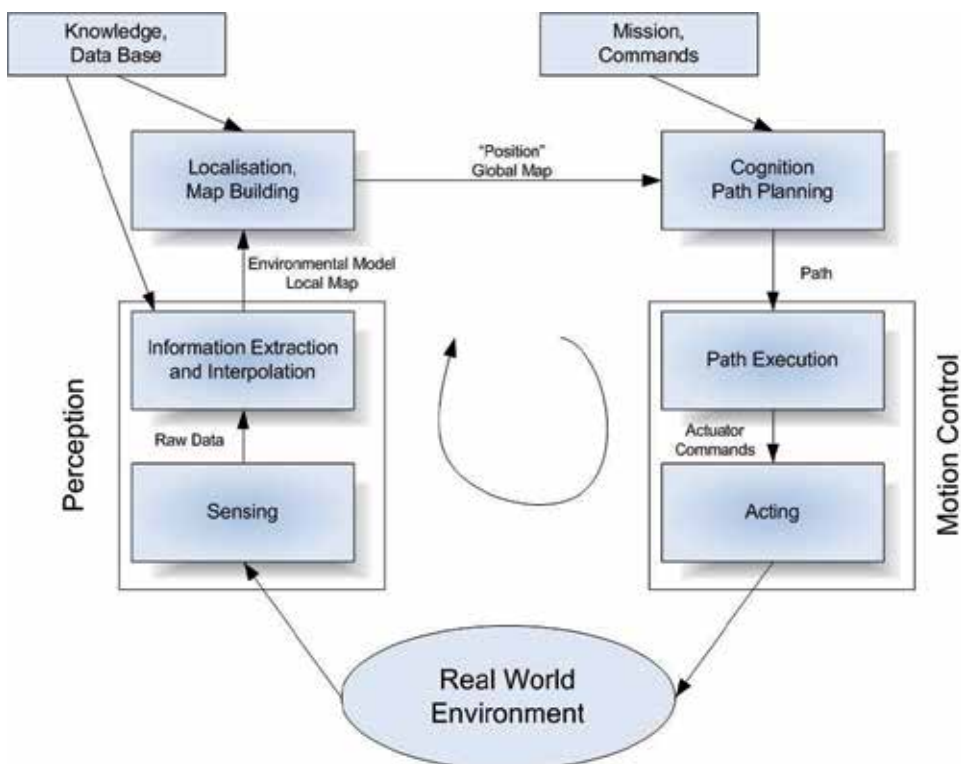 Knowledge,
Data Base
Mission,
Commands
Localisation,
Map Building
"Position"
Global Map
Cognition
Path Planning
Environmental Model
Local Map
Path
Perception
Information Extraction
and Interpolation
Raw Data
Sensing
Path Execution
Actuator
Commands
Acting
Motion Control
Real World
Environment